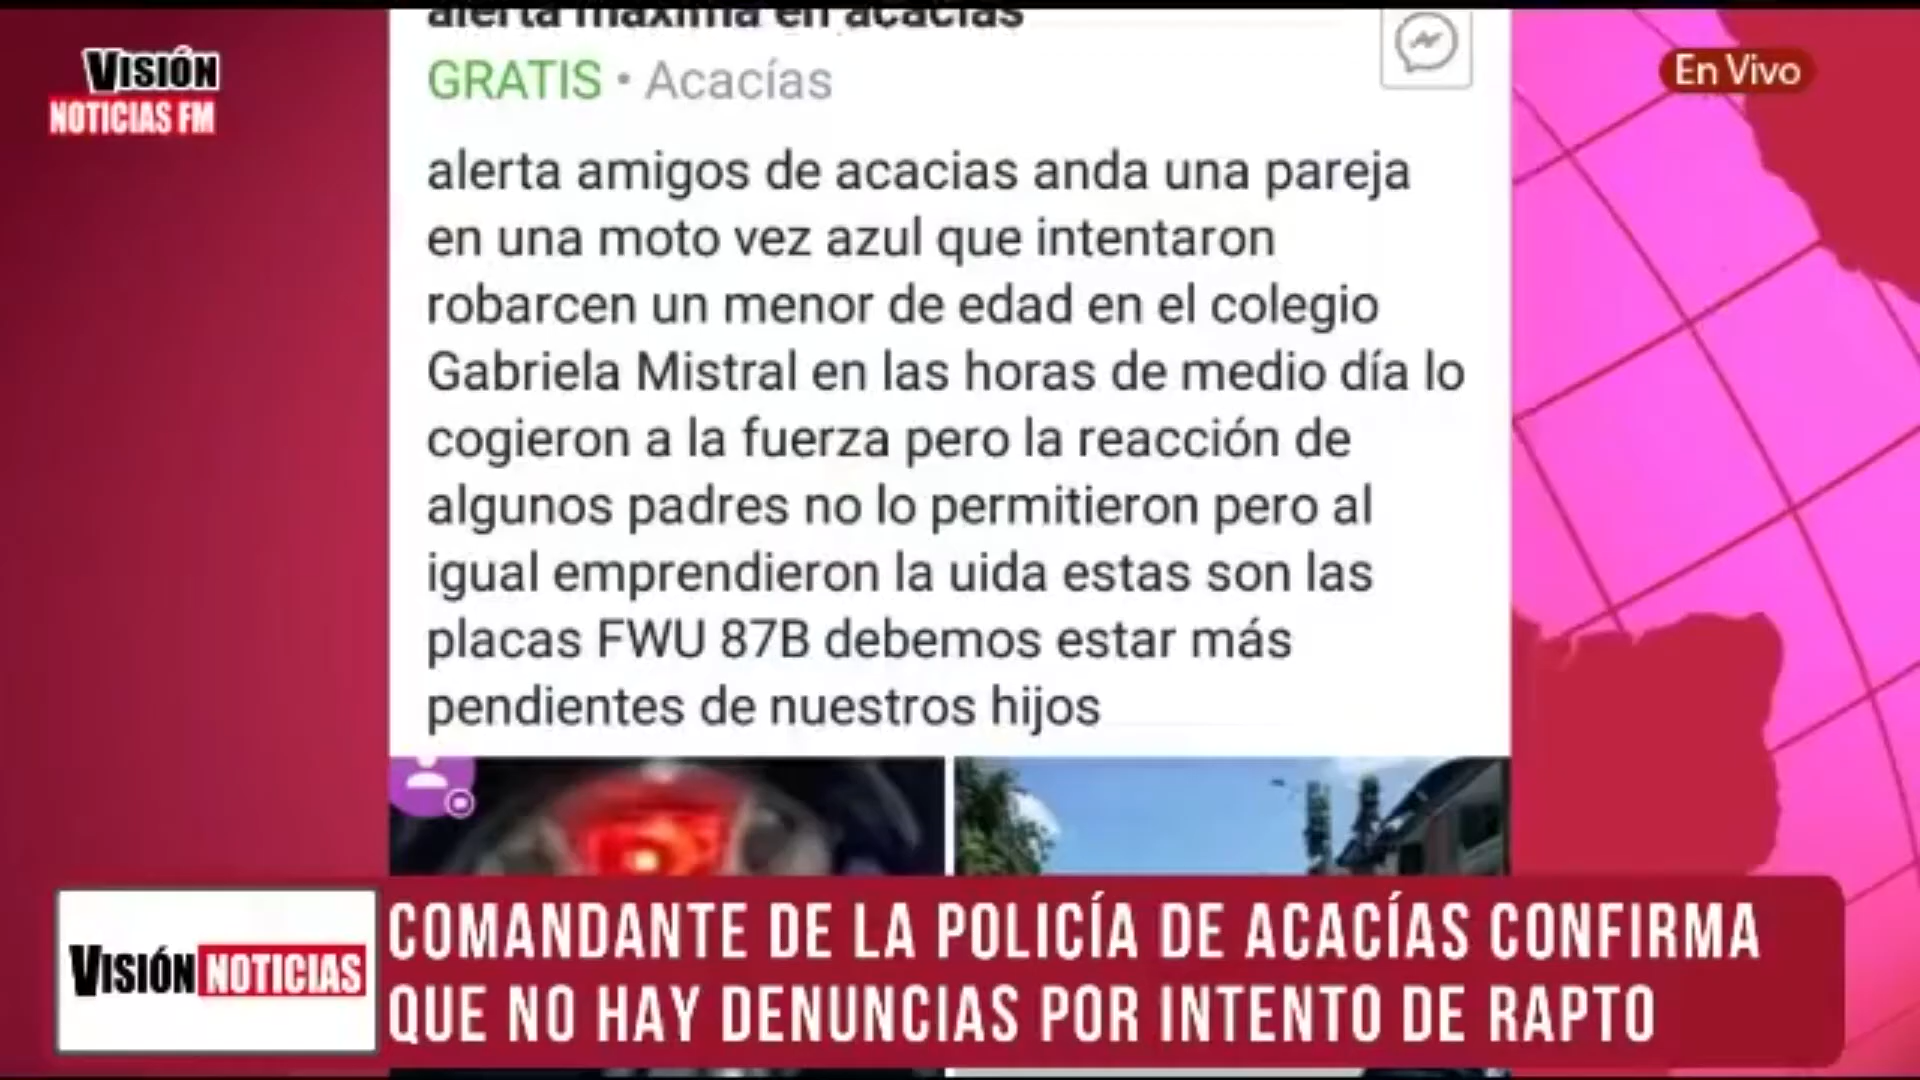 alerta máxima en acacias
VISIÓN
NOTICIAS FM
GRATIS • Acacías
En Vivo
alerta amigos de acacias anda una pareja
en una moto vez azul que intentaron
robarcen un menor de edad en el colegio
Gabriela Mistral en las horas de medio día lo
cogieron a la fuerza pero la reacción de
algunos padres no lo permitieron pero al
igual emprendieron la uida estas son las
placas FWU 87B debemos estar más
pendientes de nuestros hijos
VISIÓN NOTICIAS
COMANDANTE DE LA POLICÍA DE ACACÍAS CONFIRMA
QUE NO HAY DENUNCIAS POR INTENTO DE RAPTO